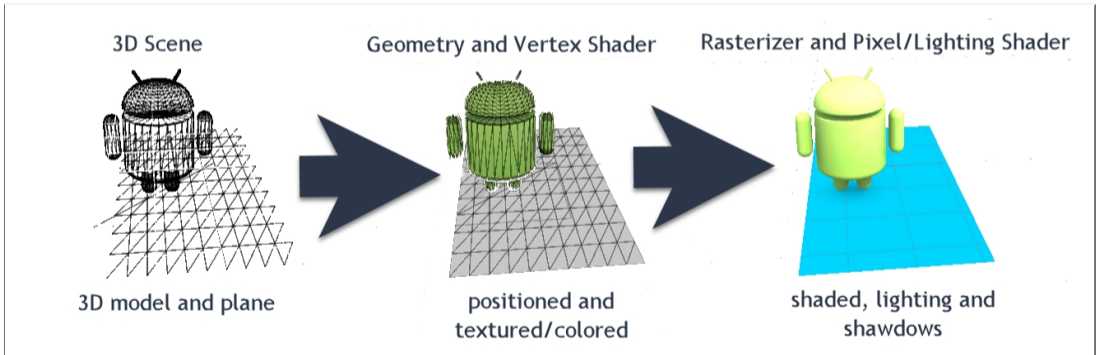 3D Scene
Geometry and Vertex Shader
Rasterizer and Pixel/Lighting Shader
3D model and plane
positioned and
textured/colored
shaded, lighting and
shawdows